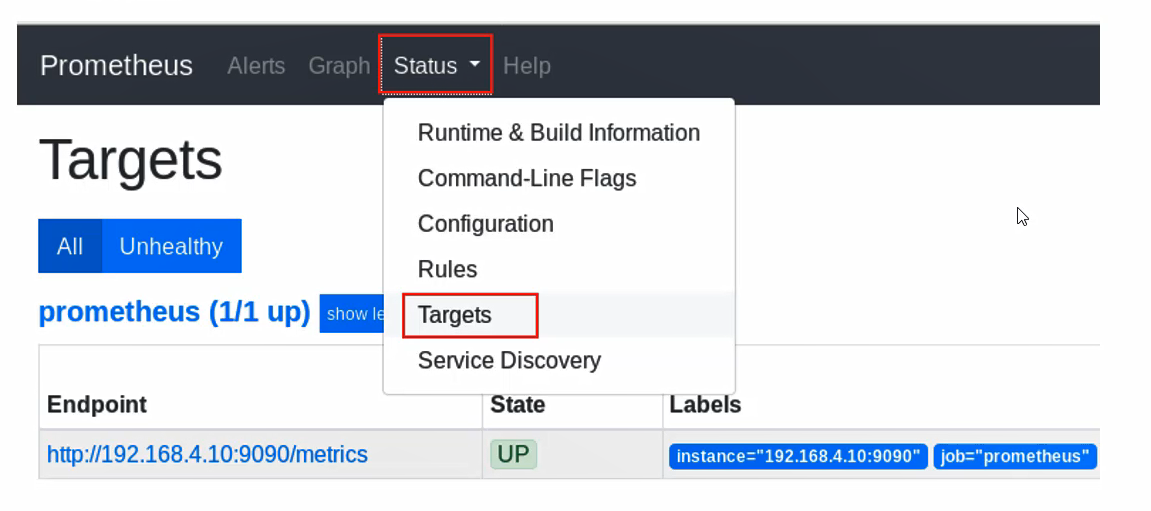 Prometheus Alerts Graph Status Help
Runtime & Build Information
Command-Line Flags
Configuration
Rules
Targets
Service Discovery
Targets
All Unhealthy
prometheus (1/1 up) show le
Endpoint State Labels
http://192.168.4.10:9090/metrics UP instance="192.168.4.10:9090" job="prometheus"